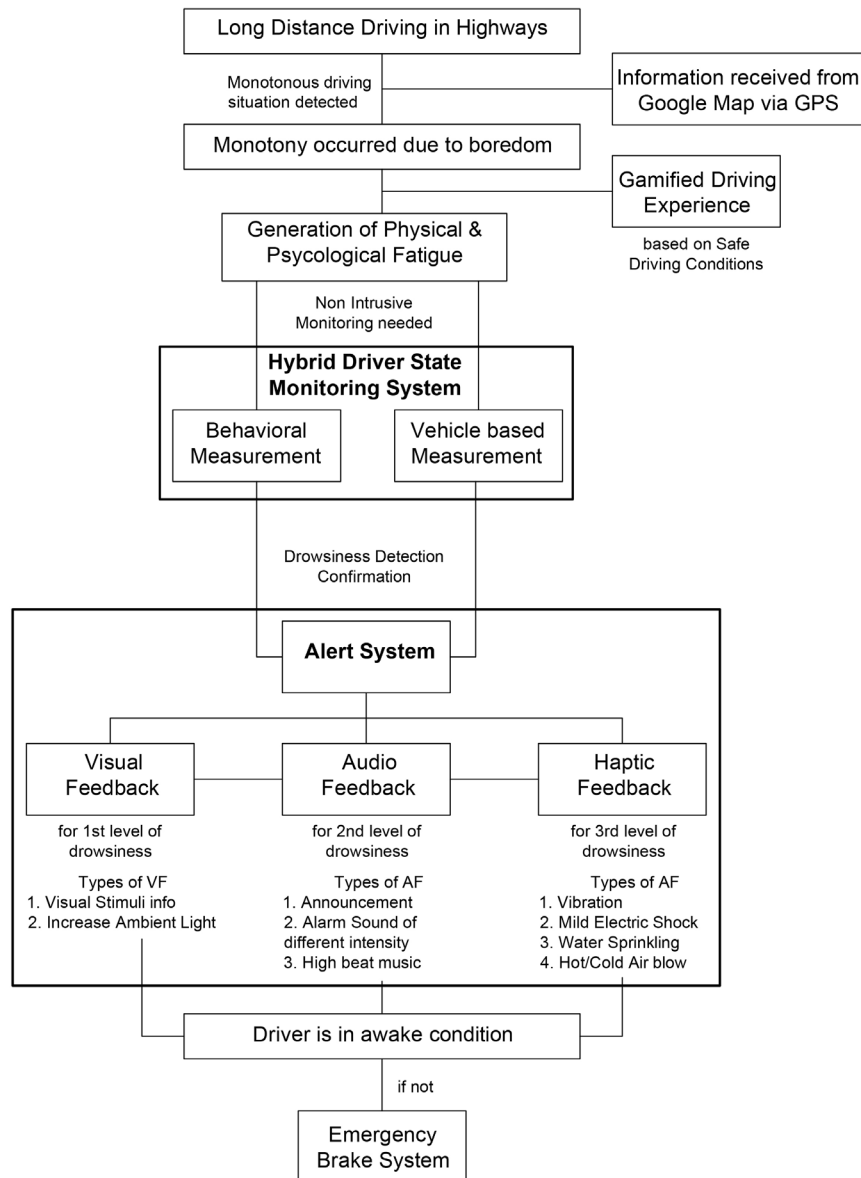 Long Distance Driving in Highways
Monotonous driving
situation detected
Information received from
Google Map via GPS
Monotony occurred due to boredom
Gamified Driving
Experience
based on Safe
Driving Conditions
Generation of Physical &
Psycological Fatigue
Non Intrusive
Monitoring needed
Hybrid Driver State
Monitoring System
Behavioral
Measurement
Vehicle based
Measurement
Drowsiness Detection
Confirmation
Alert System
Visual
Feedback
for 1st level of
drowsiness
Types of VF
1. Visual Stimuli info
2. Increase Ambient Light
Audio
Feedback
for 2nd level of
drowsiness
Types of AF
1. Announcement
2. Alarm Sound of
different intensity
3. High beat music
Haptic
Feedback
for 3rd level of
drowsiness
Types of AF
1. Vibration
2. Mild Electric Shock
3. Water Sprinkling
4. Hot/Cold Air blow
Driver is in awake condition
if not
Emergency
Brake System